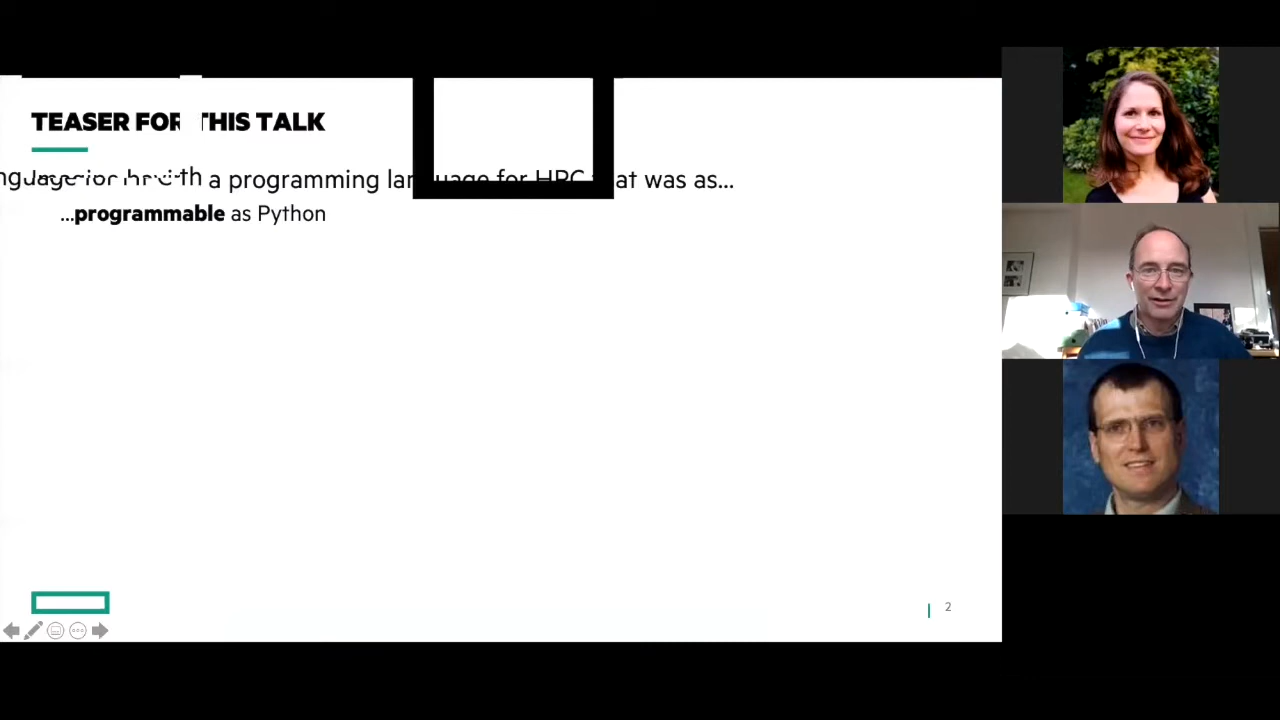 TEASER FOR THIS TALK
a programming language for HPC that was as...
...programmable as Python
2